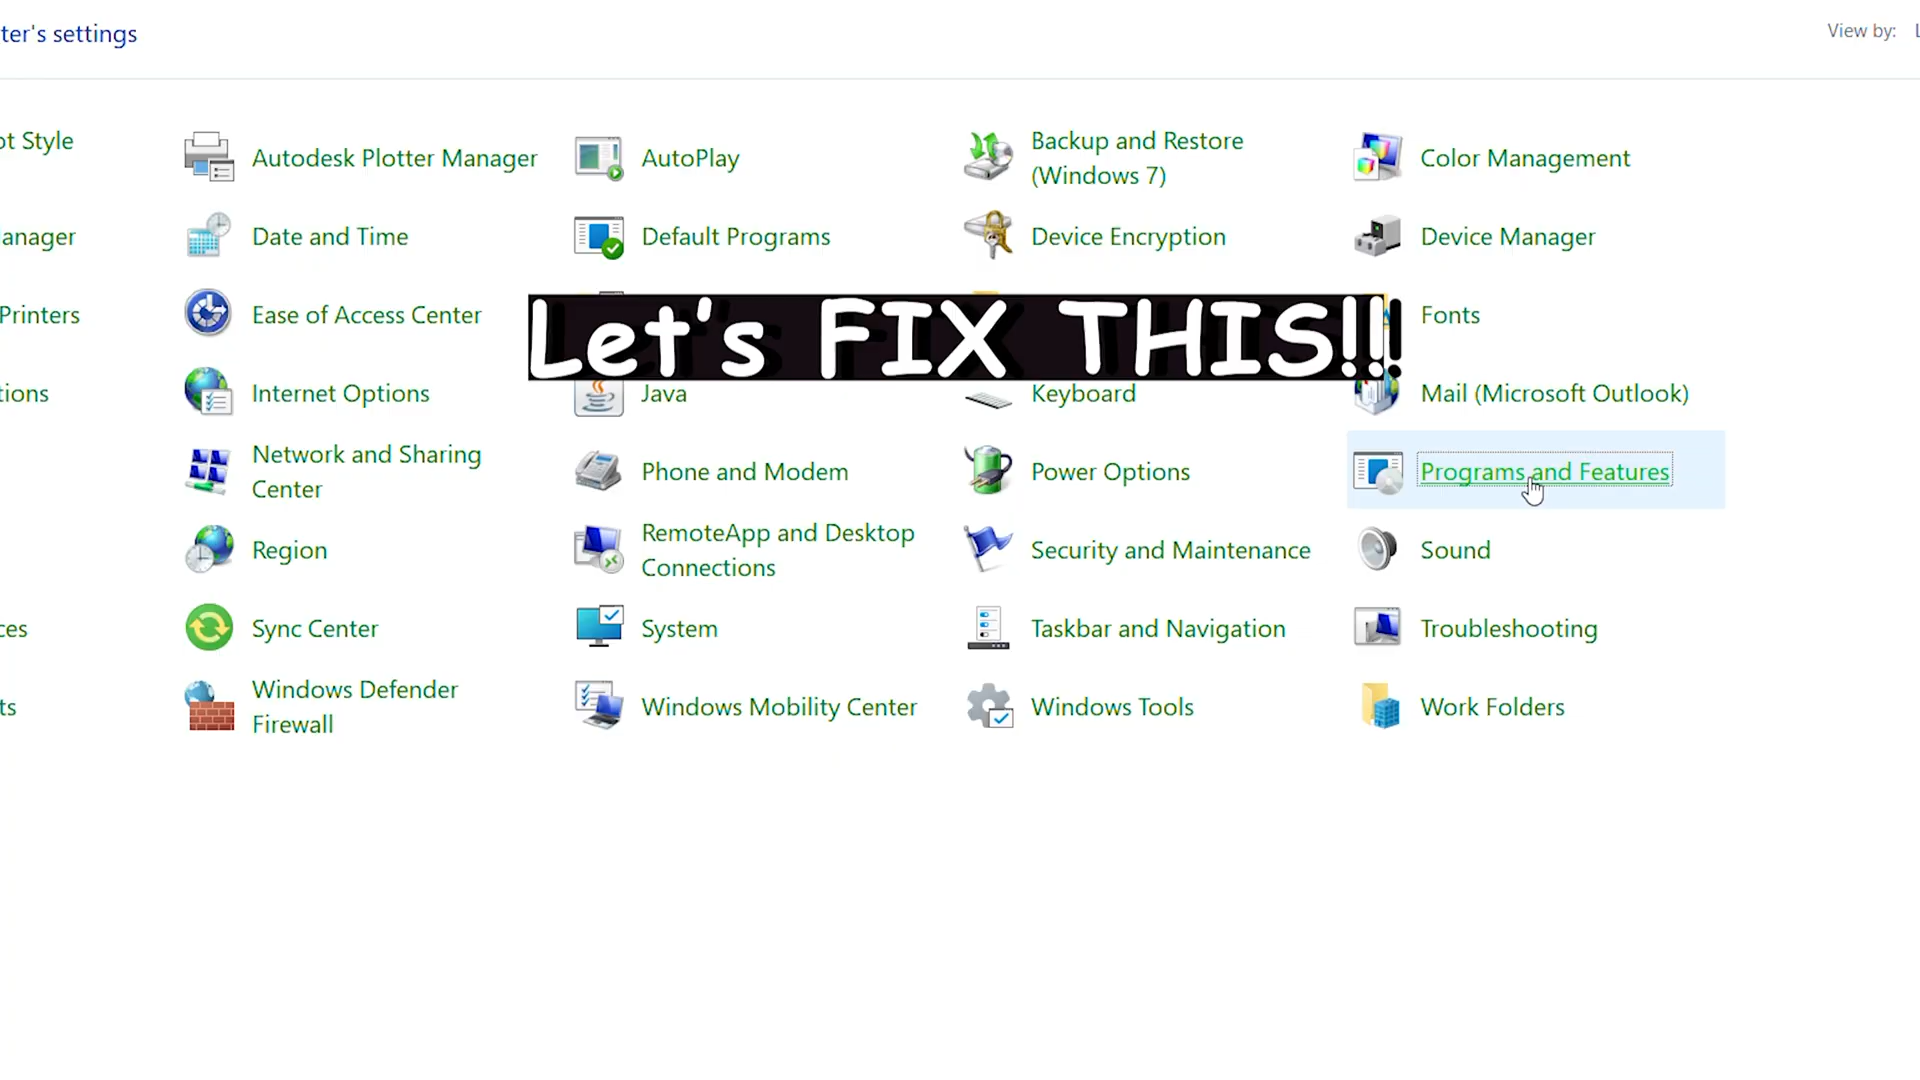 ter's settings
View by:
ot Style
Autodesk Plotter Manager
AutoPlay
Backup and Restore
(Windows 7)
Color Management
anager
Date and Time
Default Programs
Device Encryption
Device Manager
Printers
Ease of Access Center
Let's FIX THIS!!!
Fonts
tions
Internet Options
Java
Keyboard
Mail (Microsoft Outlook)
Network and Sharing
Center
Phone and Modem
Power Options
Programs and Features
Region
RemoteApp and Desktop
Connections
Security and Maintenance
Sound
ces
Sync Center
System
Taskbar and Navigation
Troubleshooting
ts
Windows Defender
Firewall
Windows Mobility Center
Windows Tools
Work Folders